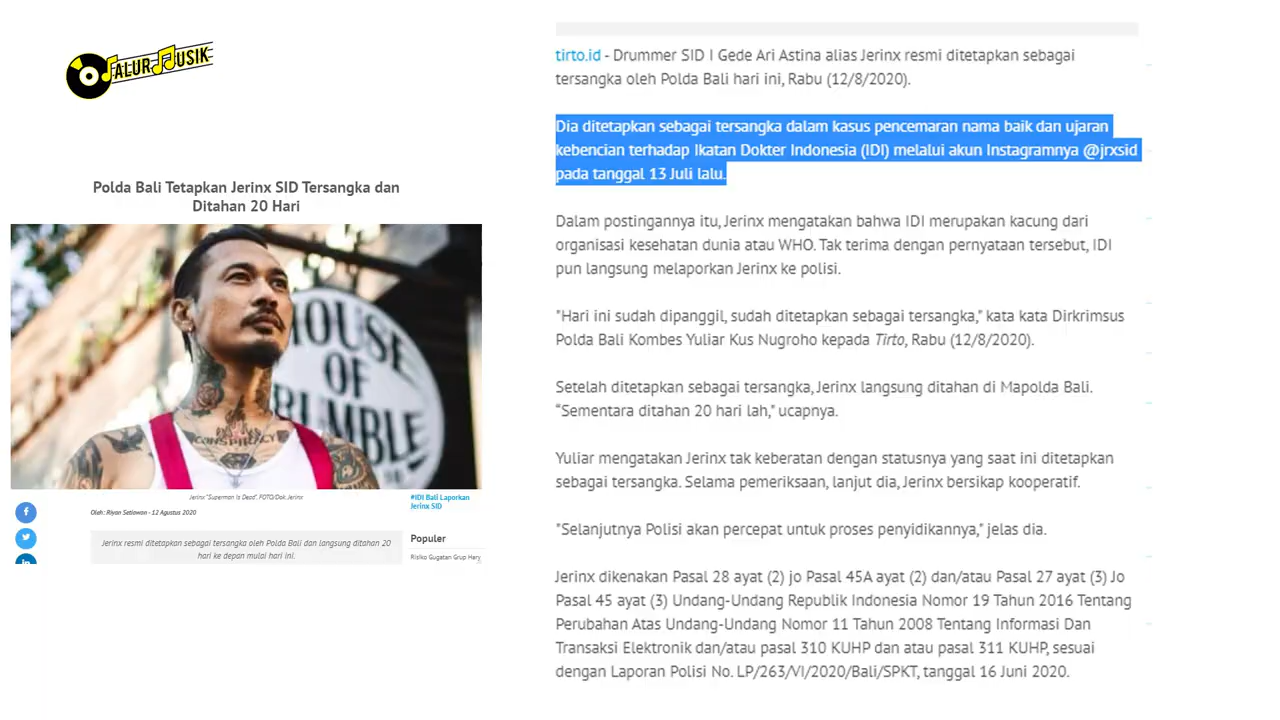 JALUR MUSIK
Polda Bali Tetapkan Jerinx SID Tersangka dan
Ditahan 20 Hari
HOUSE
OF
RUMBLE
CONSPIRACY
Jerinx "Superman Is Dead". FOTO/Dok. Jerinx
Oleh: Riyan Setiawan - 12 Agustus 2020
Jerinx resmi ditetapkan sebagai tersangka oleh Polda Bali dan langsung ditahan 20
hari ke depan mulai hari ini.
#IDI Bali Laporkan
Jerinx SID
Populer
Risiko Gugatan Grup Hary
tirto.id - Drummer SID I Gede Ari Astina alias Jerinx resmi ditetapkan sebagai
tersangka oleh Polda Bali hari ini, Rabu (12/8/2020).
Dia ditetapkan sebagai tersangka dalam kasus pencemaran nama baik dan ujaran
kebencian terhadap Ikatan Dokter Indonesia (IDI) melalui akun Instagramnya @jrxsid
pada tanggal 13 Juli lalu.
Dalam postingannya itu, Jerinx mengatakan bahwa IDI merupakan kacung dari
organisasi kesehatan dunia atau WHO. Tak terima dengan pernyataan tersebut, IDI
pun langsung melaporkan Jerinx ke polisi.
"Hari ini sudah dipanggil, sudah ditetapkan sebagai tersangka," kata kata Dirkrimsus
Polda Bali Kombes Yuliar Kus Nugroho kepada Tirto, Rabu (12/8/2020).
Setelah ditetapkan sebagai tersangka, Jerinx langsung ditahan di Mapolda Bali.
“Sementara ditahan 20 hari lah," ucapnya.
Yuliar mengatakan Jerinx tak keberatan dengan statusnya yang saat ini ditetapkan
sebagai tersangka. Selama pemeriksaan, lanjut dia, Jerinx bersikap kooperatif.
"Selanjutnya Polisi akan percepat untuk proses penyidikannya," jelas dia.
Jerinx dikenakan Pasal 28 ayat (2) jo Pasal 45A ayat (2) dan/atau Pasal 27 ayat (3) Jo
Pasal 45 ayat (3) Undang-Undang Republik Indonesia Nomor 19 Tahun 2016 Tentang
Perubahan Atas Undang-Undang Nomor 11 Tahun 2008 Tentang Informasi Dan
Transaksi Elektronik dan/atau pasal 310 KUHP dan atau pasal 311 KUHP, sesuai
dengan Laporan Polisi No. LP/263/VI/2020/Bali/SPKT, tanggal 16 Juni 2020.